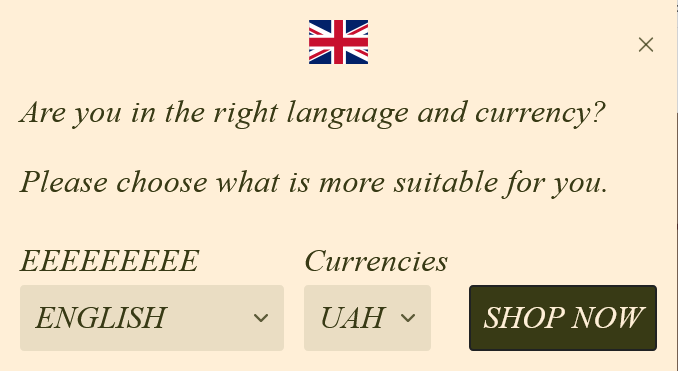 Are you in the right language and currency?
Please choose what is more suitable for you.
EEEEEEEEE
Currencies
ENGLISH
UAH
SHOP NOW